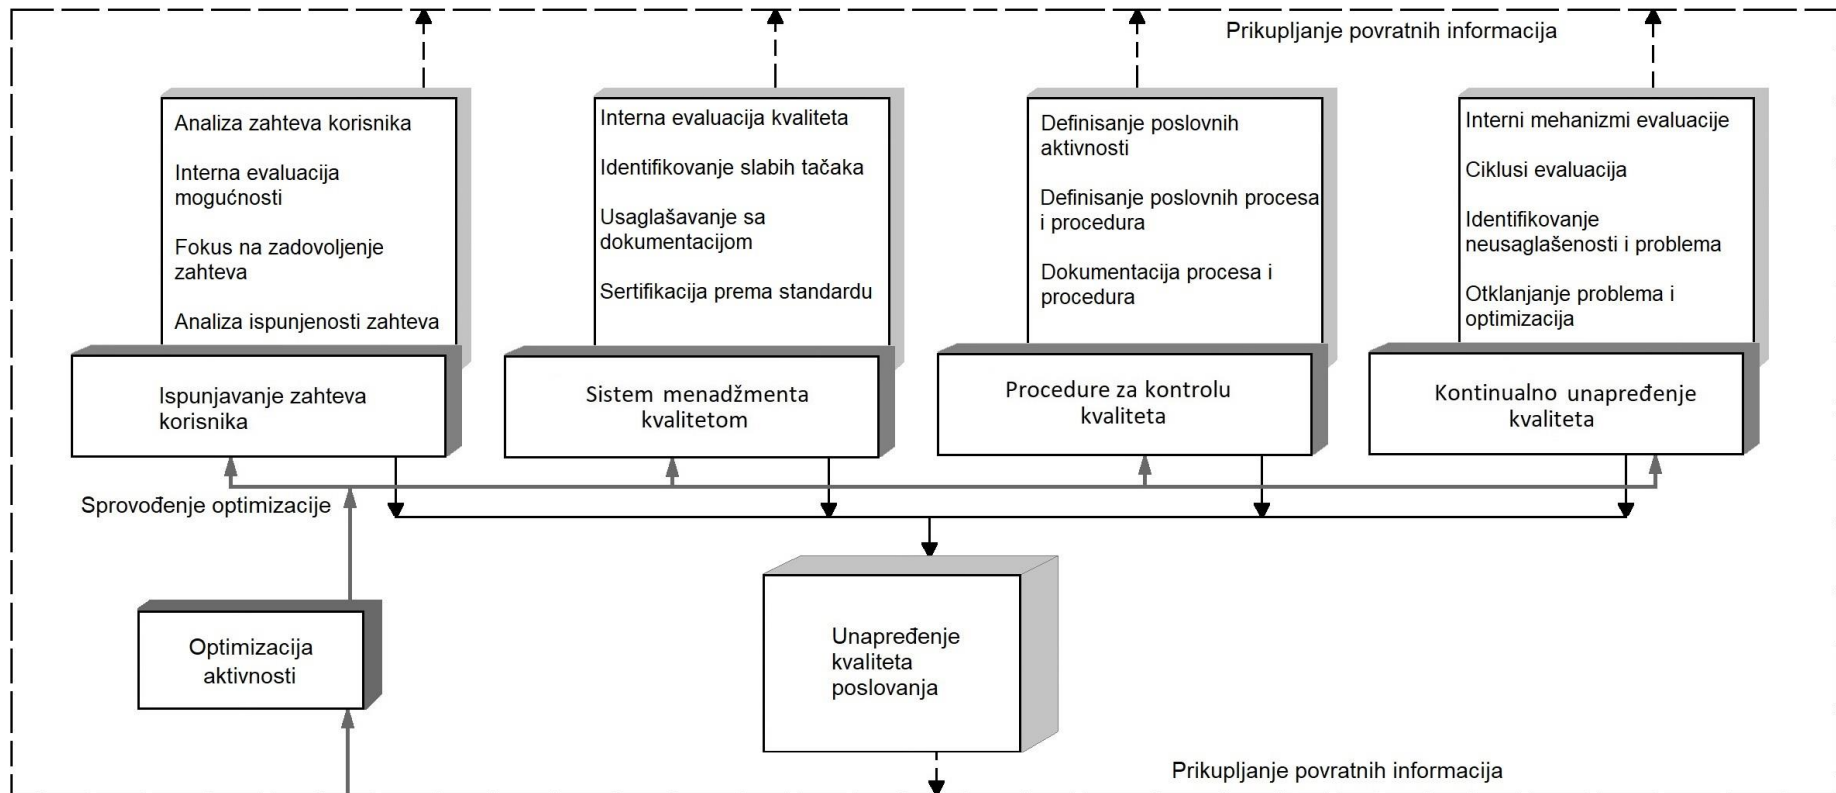 Prikupljanje povratnih informacija
Analiza zahteva korisnika
Interna evaluacija
mogućnosti
Fokus na zadovoljenje
zahteva
Analiza ispunjenosti zahteva
Ispunjavanje zahteva
korisnika
Interna evaluacija kvaliteta
Identifikovanje slabih tačaka
Usaglašavanje sa
dokumentacijom
Sertifikacija prema standardu
Sistem menadžmenta
kvalitetom
Definisanje poslovnih
aktivnosti
Definisanje poslovnih procesa
i procedura
Dokumentacija procesa i
procedura
Procedure za kontrolu
kvaliteta
Interni mehanizmi evaluacije
Ciklusi evaluacija
Identifikovanje
neusaglašenosti i problema
Otklanjanje problema i
optimizacija
Kontinualno unapređenje
kvaliteta
Sprovođenje optimizacije
Optimizacija
aktivnosti
Unapređenje
kvaliteta
poslovanja
Prikupljanje povratnih informacija